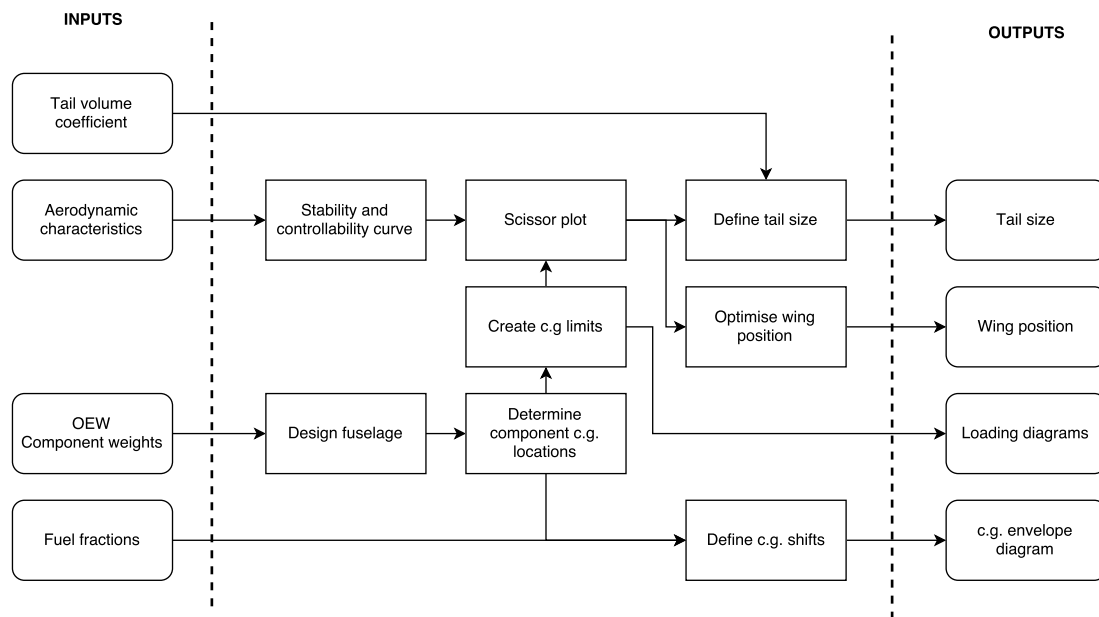 INPUTS
OUTPUTS
Tail volume
coefficient
Aerodynamic
characteristics
Stability and
controllability curve
Scissor plot
Define tail size
Tail size
Create c.g limits
Optimise wing
position
Wing position
OEW
Component weights
Design fuselage
Determine
component c.g.
locations
Loading diagrams
Fuel fractions
Define c.g. shifts
c.g. envelope
diagram